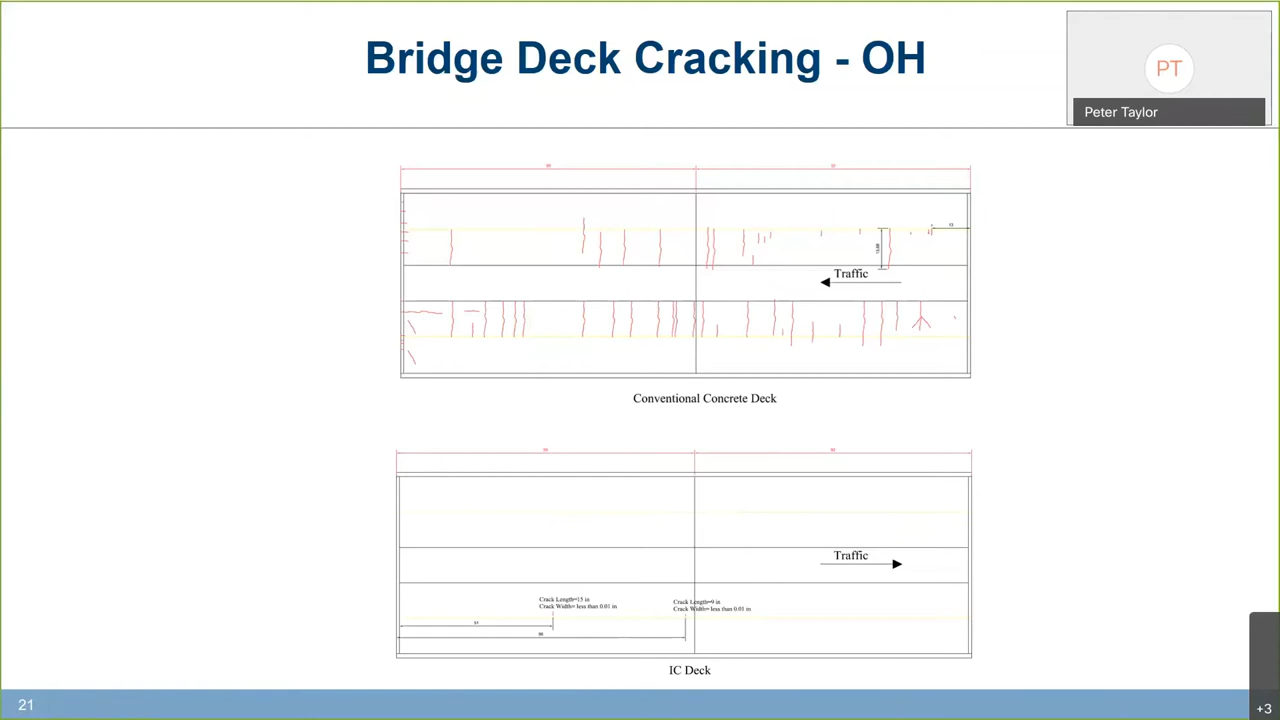 Bridge Deck Cracking - OH
PT
Peter Taylor
Traffic
Conventional Concrete Deck
Traffic
Crack Length=15 in
Crack Width= less than 0.01 in
Crack Length=9 in
Crack Width= less than 0.01 in
IC Deck
21
+3